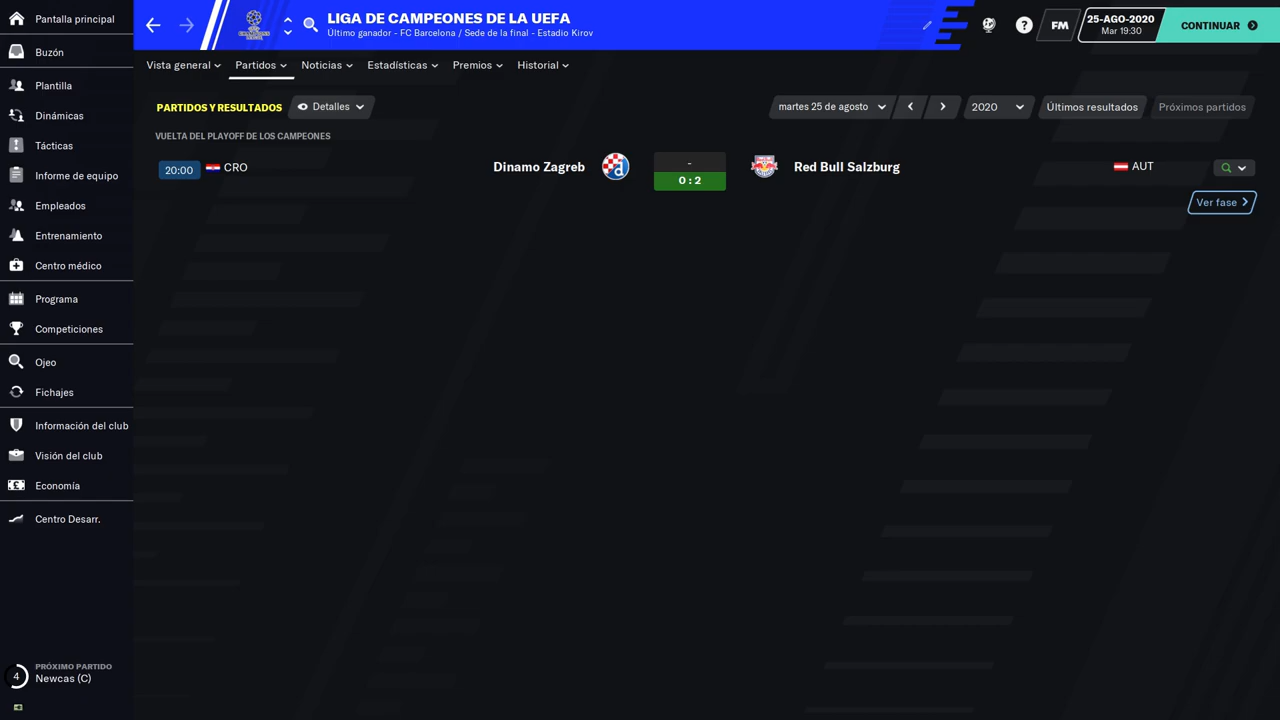 Pantalla principal
LIGA DE CAMPEONES DE LA UEFA
Último ganador - FC Barcelona / Sede de la final - Estadio Kirov
FM
25-AGO-2020
Mar 19:30
CONTINUAR
Buzón
Vista general
Partidos
Noticias
Estadísticas
Premios
Historial
Plantilla
PARTIDOS Y RESULTADOS
Detalles
martes 25 de agosto
2020
Últimos resultados
Próximos partidos
Dinámicas
VUELTA DEL PLAYOFF DE LOS CAMPEONES
Tácticas
20:00 CRO Dinamo Zagreb - Red Bull Salzburg AUT
0 : 2
Informe de equipo
Ver fase
Empleados
Entrenamiento
Centro médico
Programa
Competiciones
Ojeo
Fichajes
Información del club
Visión del club
Economía
Centro Desarr.
4
PRÓXIMO PARTIDO
Newcas (C)